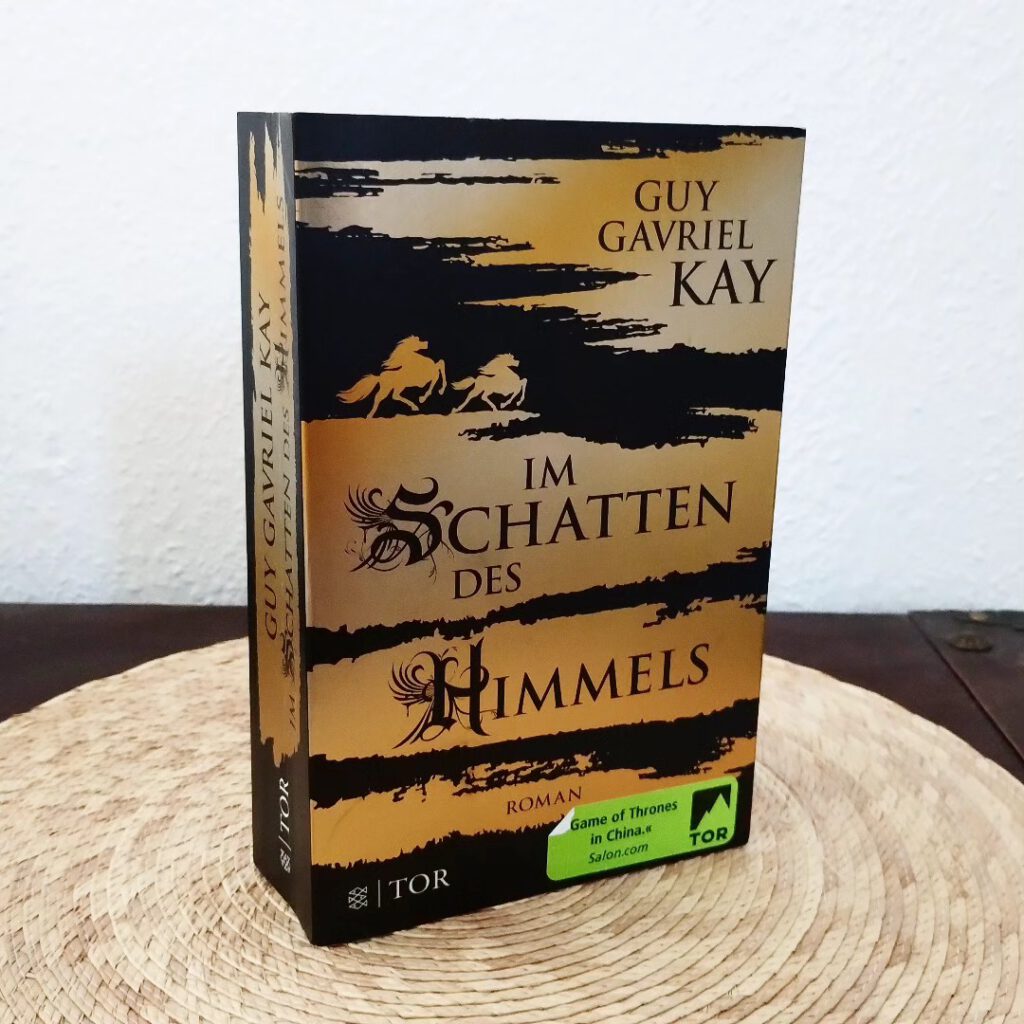 GUY
GAVRIEL
KAY
IM
SCHATTEN
DES
HIMMELS
ROMAN
Game of Thrones
in China.«
Salon.com
TOR
TOR
GUY GAVRIEL KAY
IM SCHATTEN DES HIMMELS
TOR